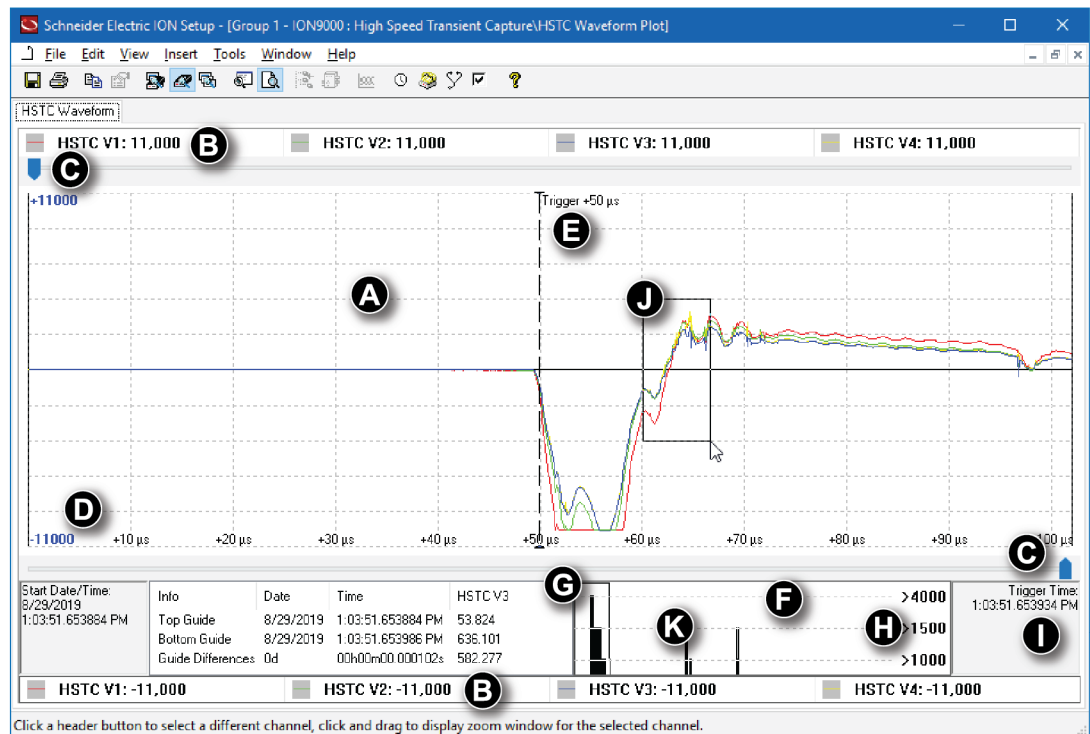 Schneider Electric ION Setup - [Group 1 - ION9000 : High Speed Transient Capture\HSTC Waveform Plot]
File Edit View Insert Tools Window Help
HSTC Waveform
HSTC V1: 11,000 B HSTC V2: 11,000 HSTC V3: 11,000 HSTC V4: 11,000
C
+11000 Trigger +50 µs
E
A J
D
-11000 +10 µs +20 µs +30 µs +40 µs +50 µs +60 µs +70 µs +80 µs +90 µs +100 µs
C
Start Date/Time:
8/29/2019
1:03:51.653884 PM
Info Date Time HSTC V3
Top Guide 8/29/2019 1:03:51.653884 PM 53.824
Bottom Guide 8/29/2019 1:03:51.653986 PM 636.101
Guide Differences 0d 00h00m00.000102s 582.277
G F >4000
K H >1500
>1000
Trigger Time:
1:03:51.653934 PM
I
HSTC V1: -11,000 HSTC V2: -11,000 B HSTC V3: -11,000 HSTC V4: -11,000
Click a header button to select a different channel, click and drag to display zoom window for the selected channel.